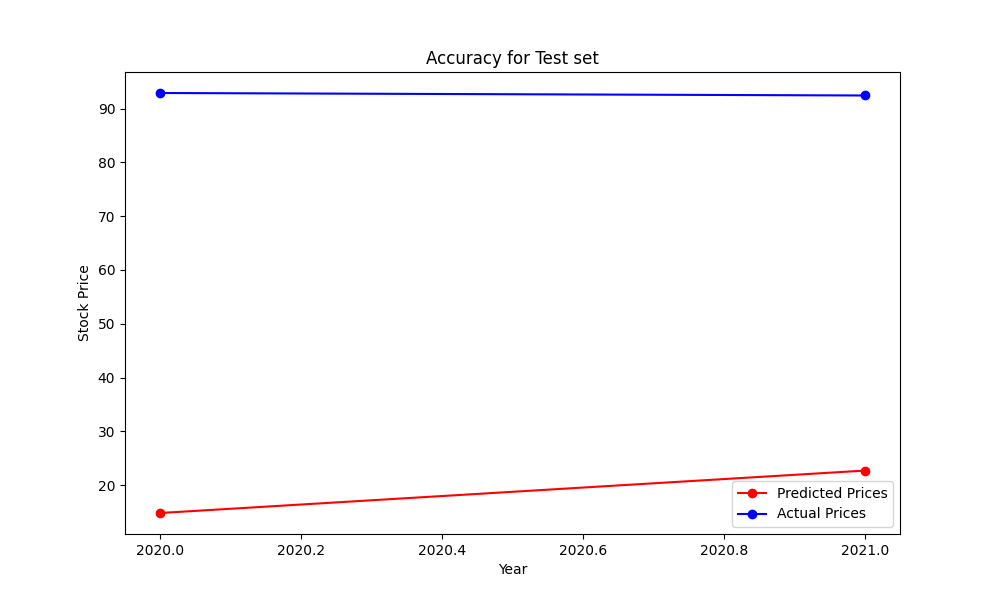 Accuracy for Test set
Stock Price
90
80
70
60
50
40
30
20
Predicted Prices
Actual Prices
2020.0 2020.2 2020.4 2020.6 2020.8 2021.0
Year